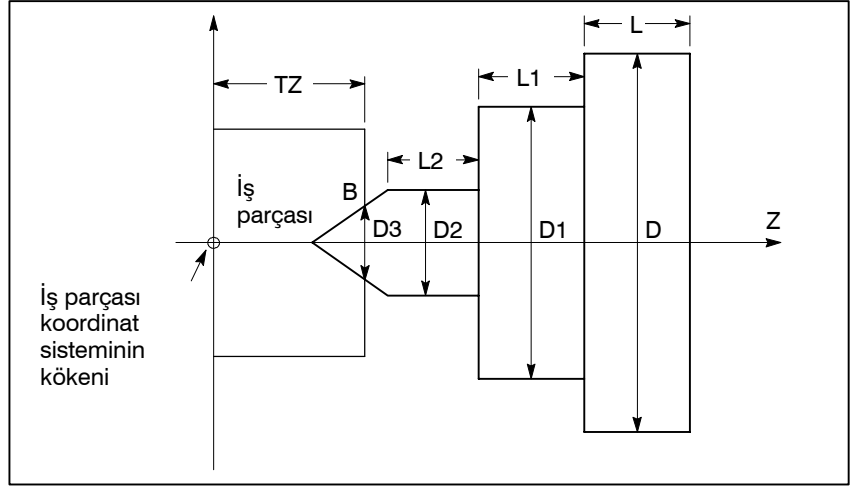 L
TZ
L1
L2
İş
parçası
B
D3
D2
D1
D
Z
İş parçası
koordinat
sisteminin
kökeni